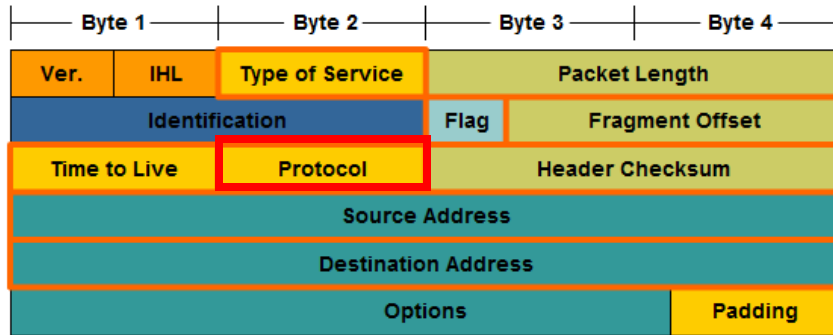 Byte 1 Byte 2 Byte 3 Byte 4
Ver. IHL Type of Service Packet Length
Identification Flag Fragment Offset
Time to Live Protocol Header Checksum
Source Address
Destination Address
Options Padding